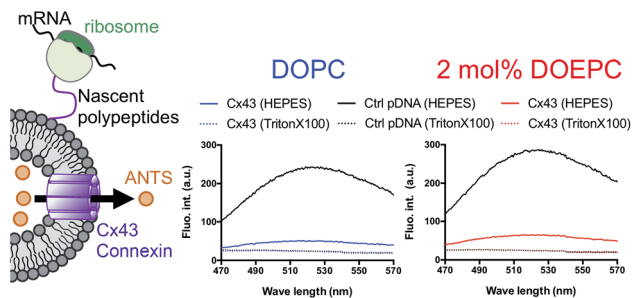 mRNA
ribosome
Nascent
polypeptides
ANTS
Cx43
Connexin
DOPC
Cx43 (HEPES)
Cx43 (TritonX100)
Ctrl pDNA (HEPES)
Ctrl pDNA (TritonX100)
300
200
100
0
Fluo. int. (a.u.)
470 490 510 530 550 570
Wave length (nm)
2 mol% DOEPC
Cx43 (HEPES)
Cx43 (TritonX100)
300
200
100
0
Fluo. int. (a.u.)
470 490 510 530 550 570
Wave length (nm)